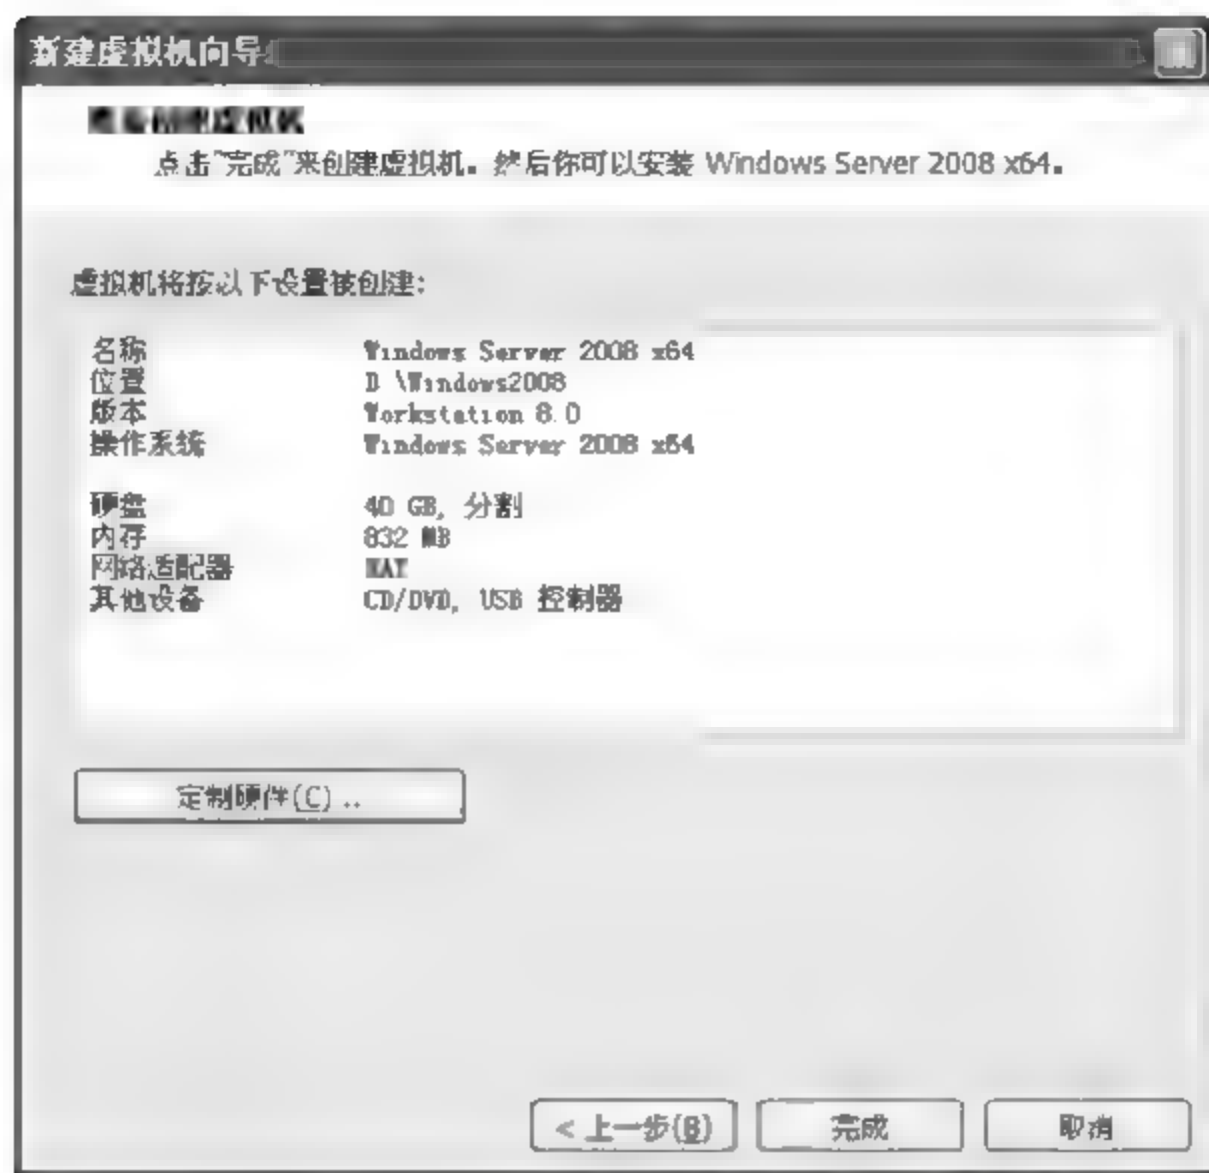 新建虚拟机向导
创建虚拟机
点击"完成"来创建虚拟机。然后你可以安装 Windows Server 2008 x64。
虚拟机将按以下设置被创建:
名称 Windows Server 2008 x64
位置 D \Windows2008
版本 Workstation 8.0
操作系统 Windows Server 2008 x64
硬盘 40 GB, 分割
内存 832 MB
网络适配器 NAT
其他设备 CD/DVD, USB 控制器
定制硬件(C) ..
< 上一步(B) 完成 取消